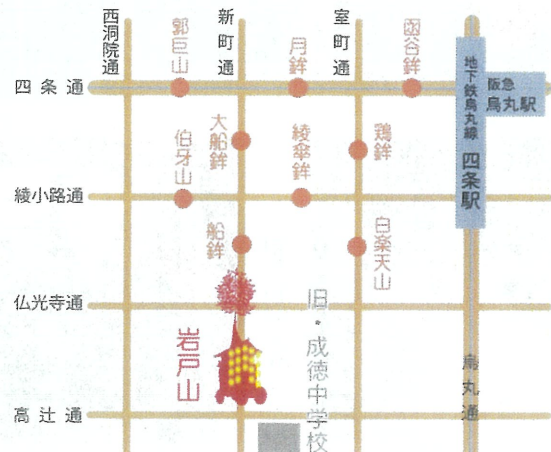 西洞院通
郭巨山
新町通
月鉾
室町通
函谷鉾
地下鉄烏丸線 四条駅
阪急
烏丸駅
四条通
伯牙山
大船鉾
綾傘鉾
鶏鉾
綾小路通
船鉾
白楽天山
仏光寺通
岩戸山
旧・成徳中学校
烏丸通
高辻通